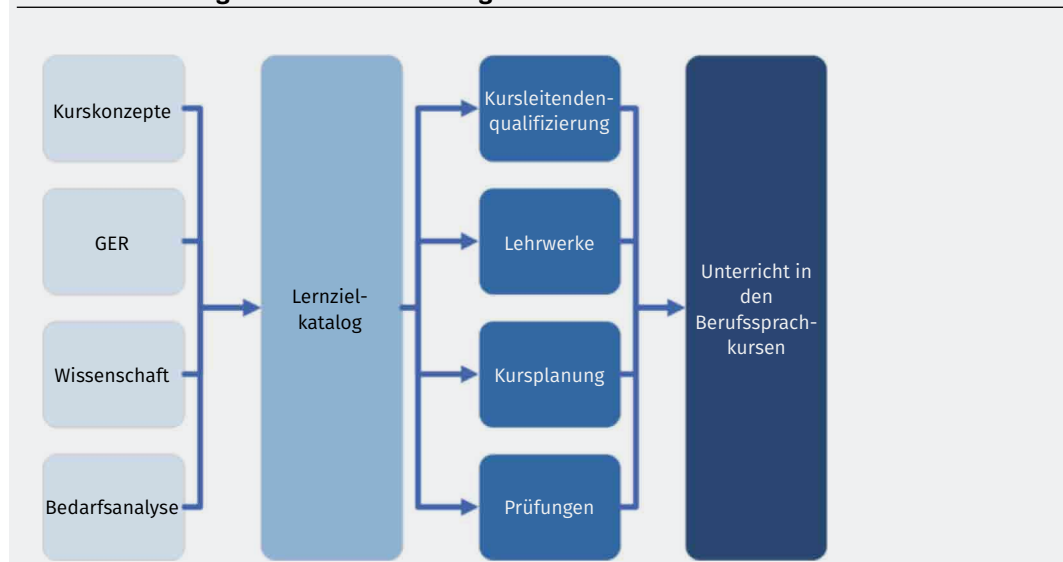 Kurskonzepte
GER
Wissenschaft
Bedarfsanalyse
Lernziel-
katalog
Kursleitenden-
qualifizierung
Lehrwerke
Kursplanung
Prüfungen
Unterricht in
den
Berufssprach-
kursen